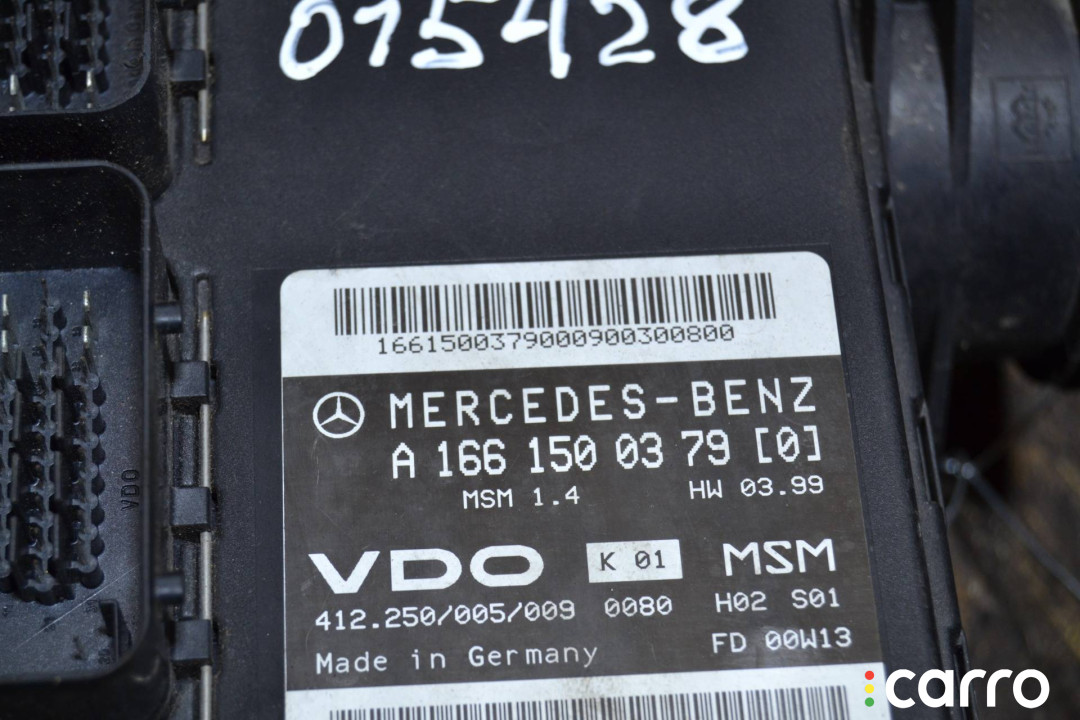 015428
1661500379000900300800
MERCEDES-BENZ
A 166 150 03 79 [0]
MSM 1.4 HW 03.99
VDO K 01 MSM
412.250/005/009 0080 H02 S01
Made in Germany FD 00W13
VDO
carro